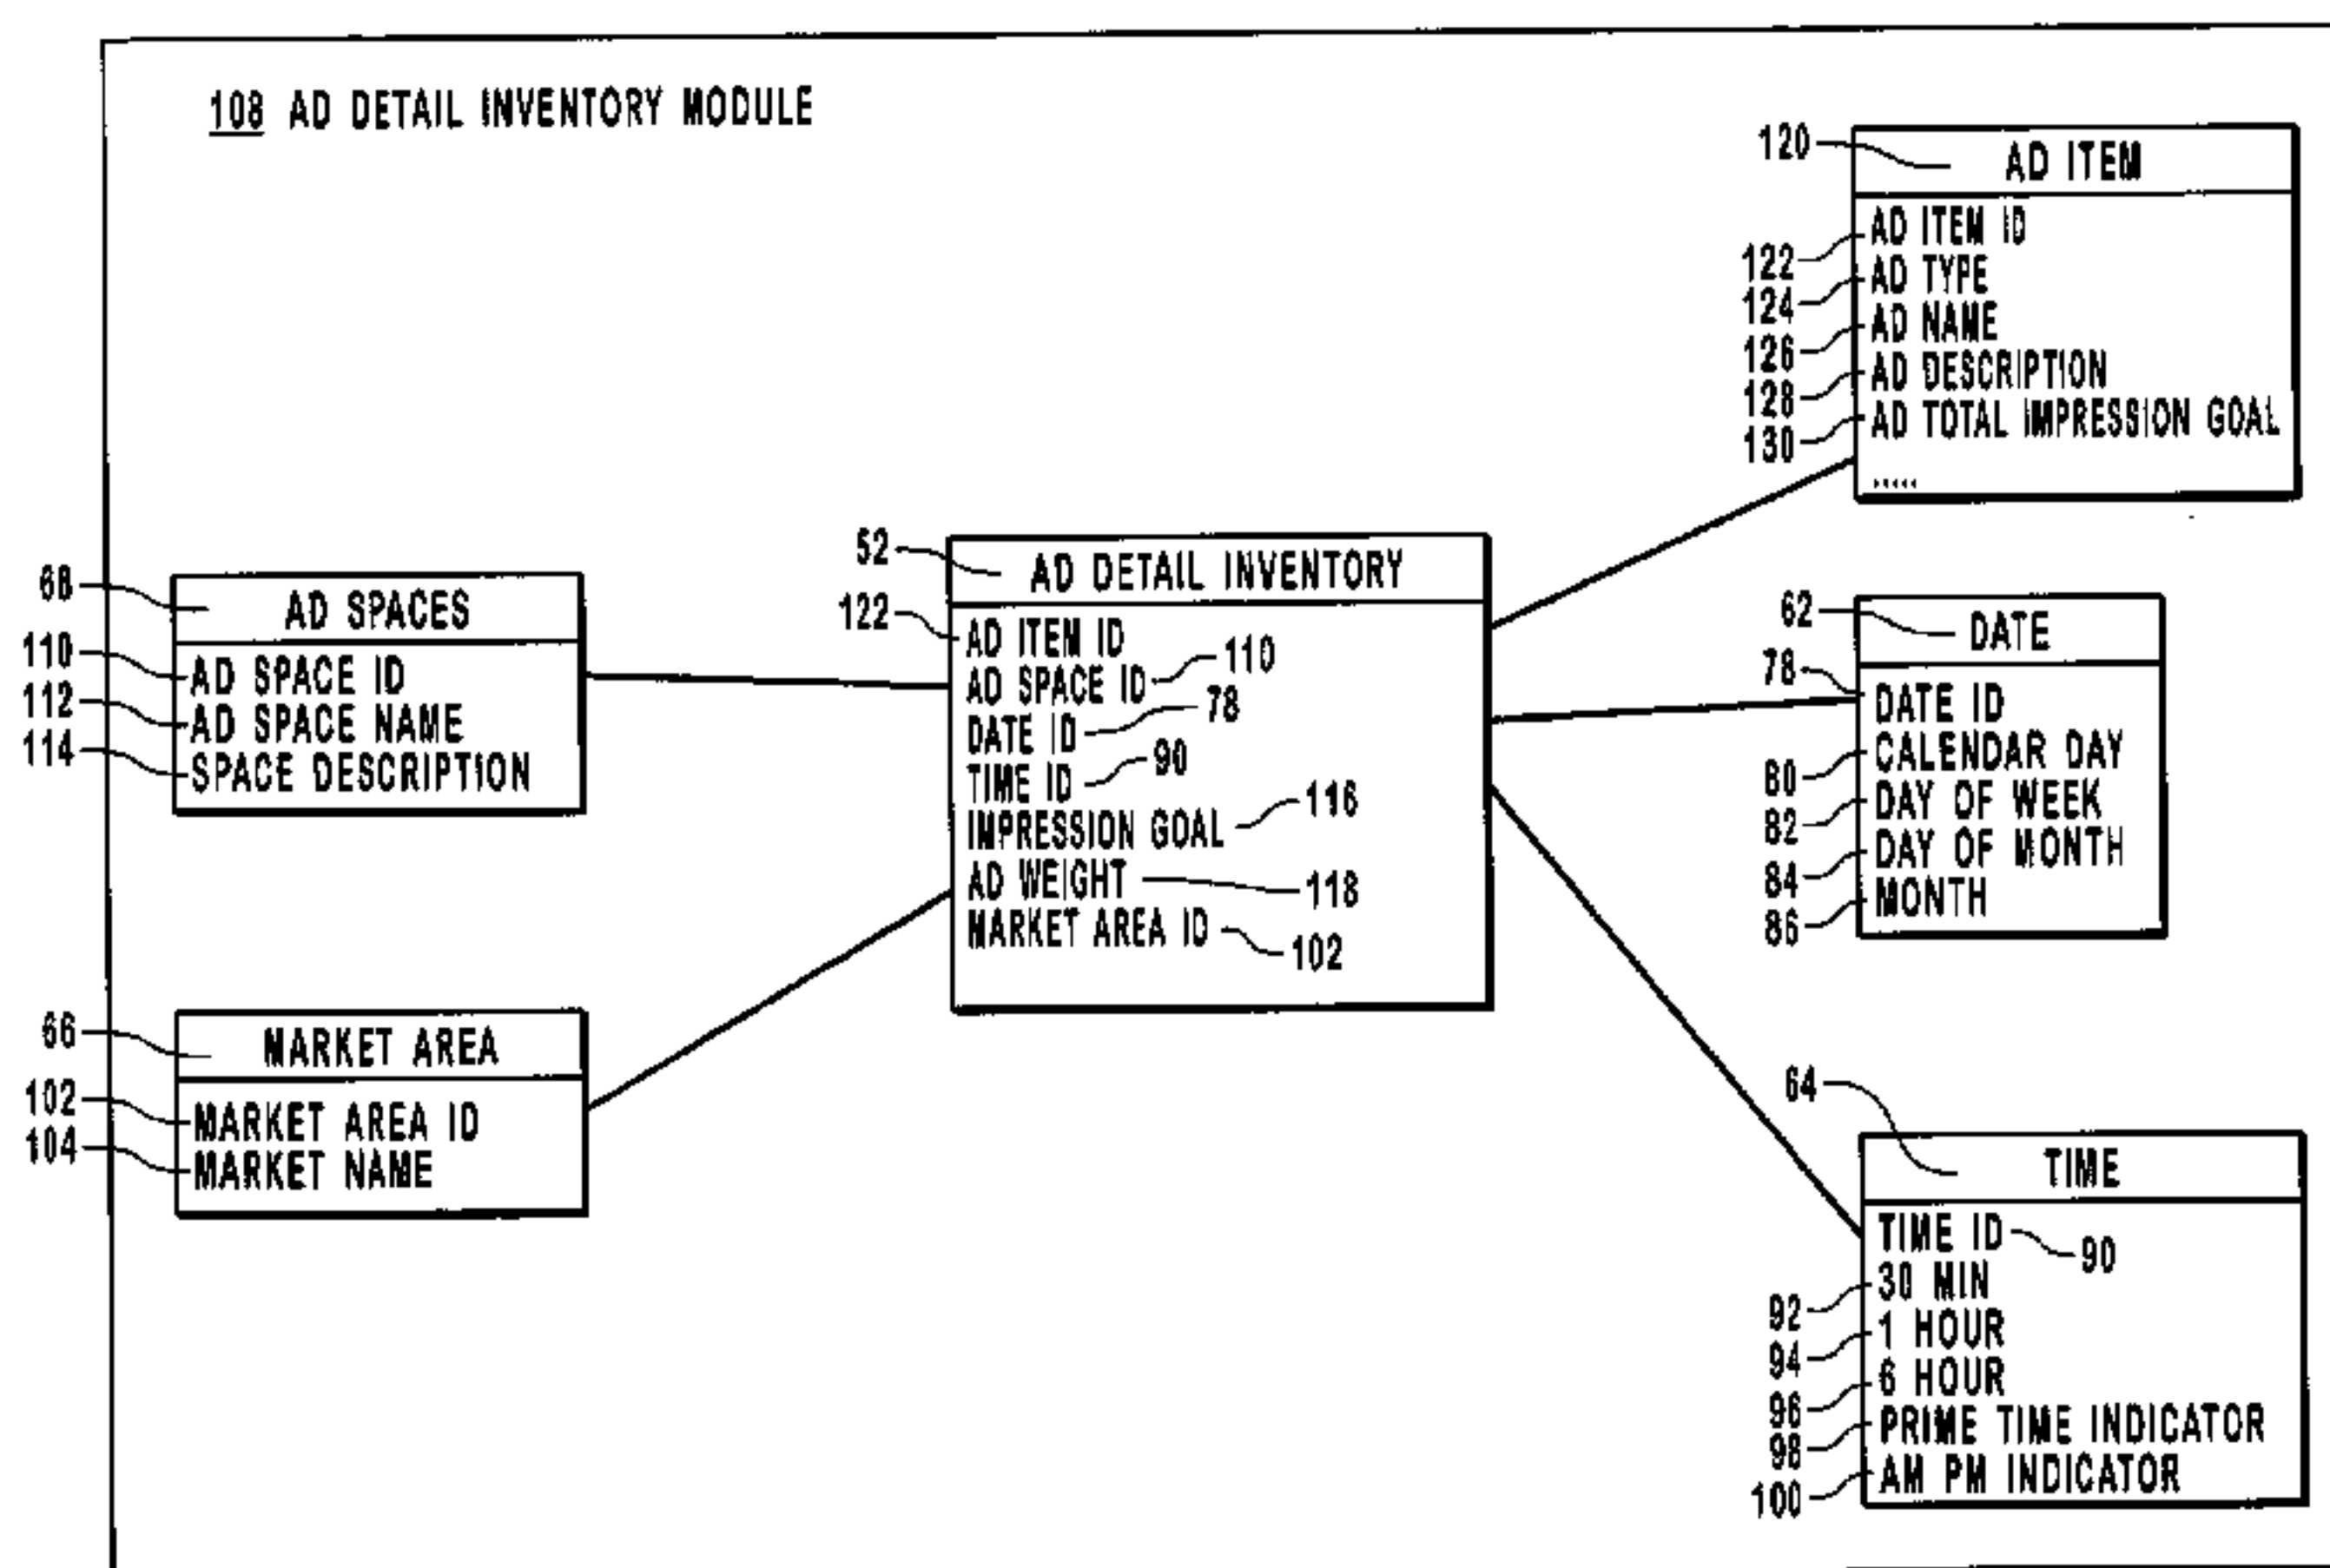 108 AD DETAIL INVENTORY MODULE
120
AD ITEM
122 AD ITEM ID
124 AD TYPE
126 AD NAME
128 AD DESCRIPTION
130 AD TOTAL IMPRESSION GOAL
.....
68
AD SPACES
110 AD SPACE ID
112 AD SPACE NAME
114 SPACE DESCRIPTION
52
AD DETAIL INVENTORY
122 AD ITEM ID
AD SPACE ID 110
DATE ID 78
TIME ID 90
IMPRESSION GOAL 116
AD WEIGHT 118
MARKET AREA ID 102
62
DATE
78 DATE ID
80 CALENDAR DAY
82 DAY OF WEEK
84 DAY OF MONTH
86 MONTH
66
MARKET AREA
102 MARKET AREA ID
104 MARKET NAME
64
TIME
TIME ID 90
92 30 MIN
94 1 HOUR
96 6 HOUR
98 PRIME TIME INDICATOR
100 AM PM INDICATOR